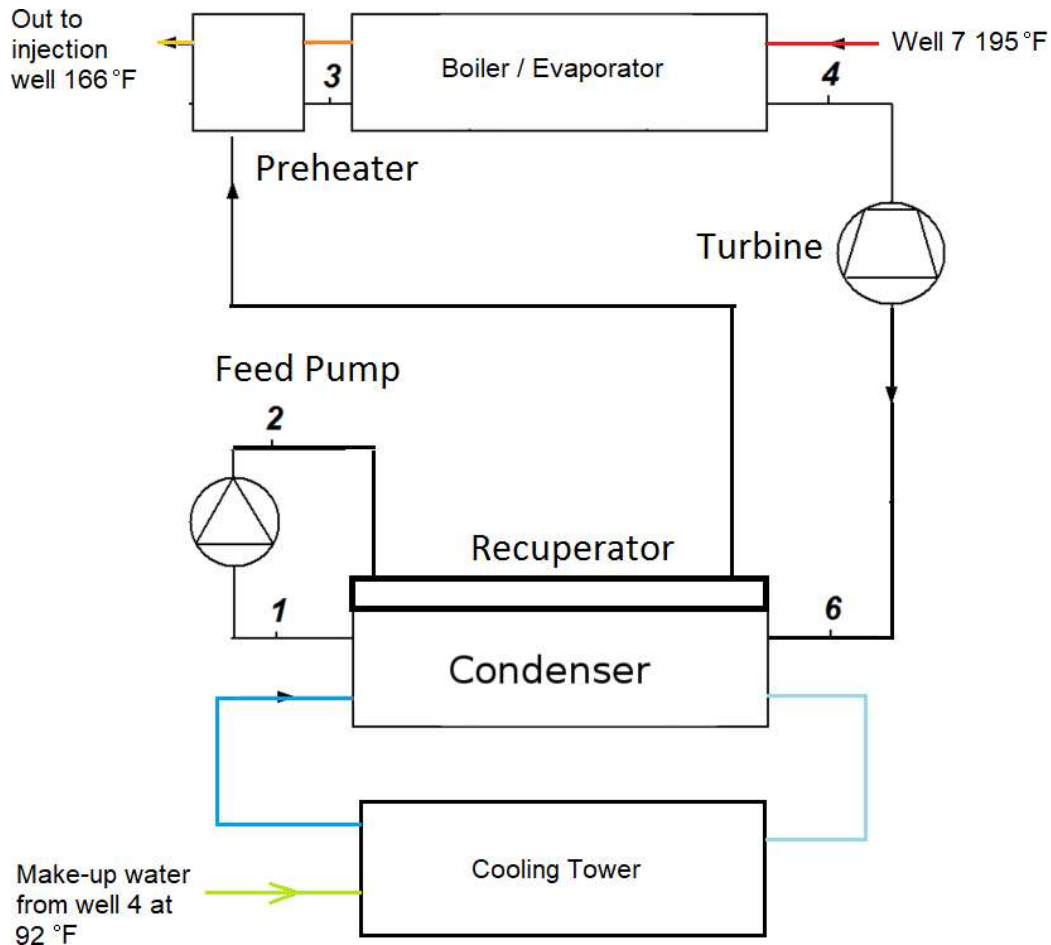 Out to
injection
well 166 °F
3
Boiler / Evaporator
4
Well 7 195 °F
Preheater
Turbine
Feed Pump
2
Recuperator
1
6
Condenser
Cooling Tower
Make-up water
from well 4 at
92 °F